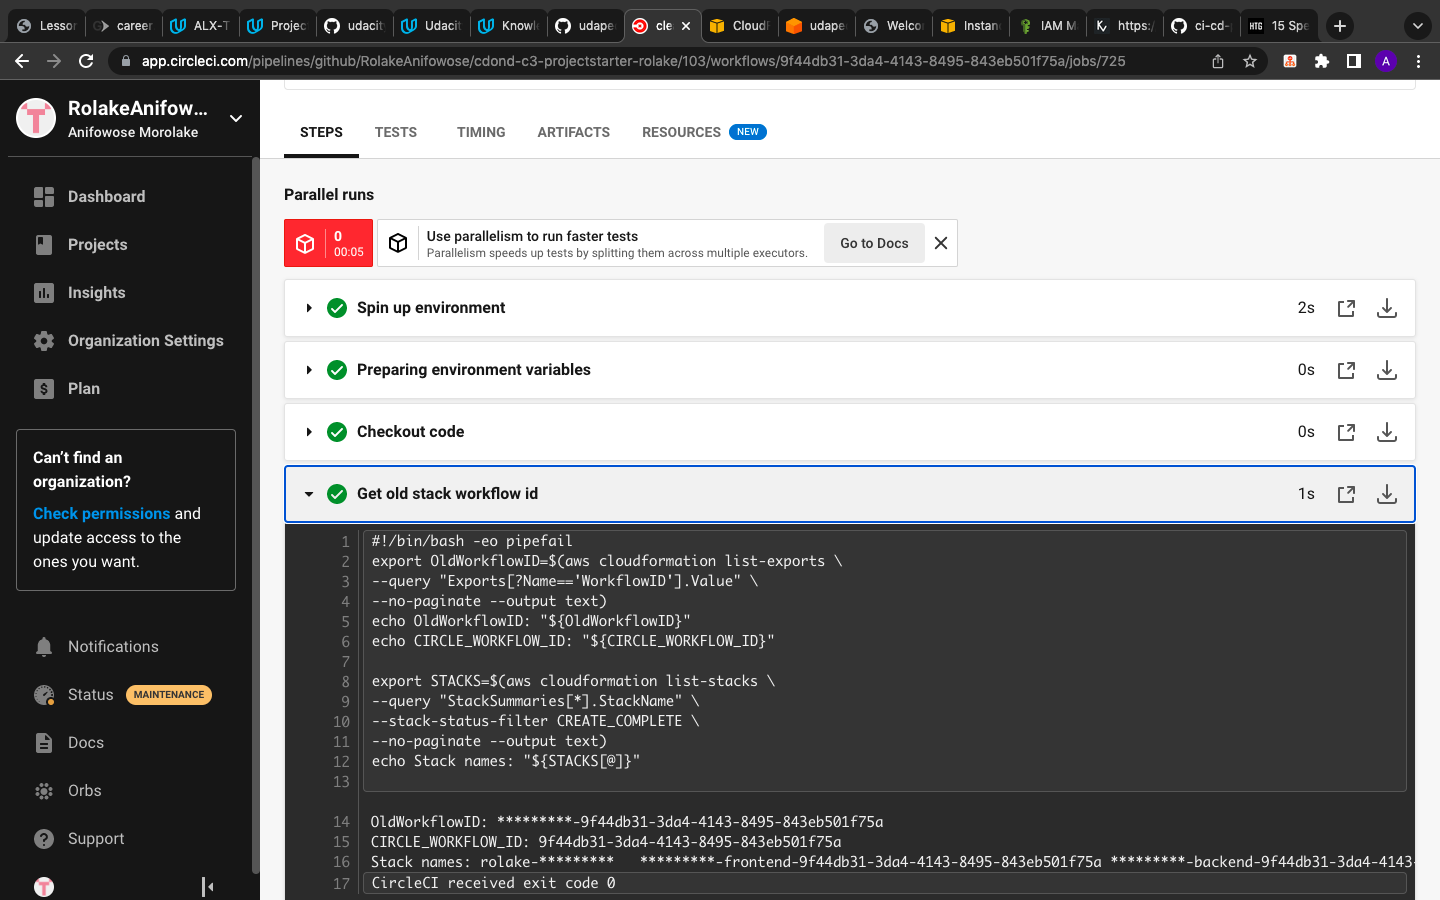 Lessor
career
ALX-T
Projec
udacit
Udacit
Knowle
udape
cle
CloudF
udape
Welco
Instan
IAM M
https:/
ci-cd-
15 Spe
app.circleci.com/pipelines/github/RolakeAnifowose/cdond-c3-projectstarter-rolake/103/workflows/9f44db31-3da4-4143-8495-843eb501f75a/jobs/725
A
RolakeAnifow...
Anifowose Morolake
Dashboard
Projects
Insights
Organization Settings
Plan
Can't find an
organization?
Check permissions and
update access to the
ones you want.
Notifications
Status MAINTENANCE
Docs
Orbs
Support
STEPS TESTS TIMING ARTIFACTS RESOURCES NEW
Parallel runs
0
00:05
Use parallelism to run faster tests
Parallelism speeds up tests by splitting them across multiple executors.
Go to Docs
Spin up environment 2s
Preparing environment variables 0s
Checkout code 0s
Get old stack workflow id 1s
1 #!/bin/bash -eo pipefail
2 export OldWorkflowID=$(aws cloudformation list-exports \
3 --query "Exports[?Name=='WorkflowID'].Value" \
4 --no-paginate --output text)
5 echo OldWorkflowID: "${OldWorkflowID}"
6 echo CIRCLE_WORKFLOW_ID: "${CIRCLE_WORKFLOW_ID}"
7
8 export STACKS=$(aws cloudformation list-stacks \
9 --query "StackSummaries[*].StackName" \
10 --stack-status-filter CREATE_COMPLETE \
11 --no-paginate --output text)
12 echo Stack names: "${STACKS[@]}"
13
14 OldWorkflowID: *********-9f44db31-3da4-4143-8495-843eb501f75a
15 CIRCLE_WORKFLOW_ID: 9f44db31-3da4-4143-8495-843eb501f75a
16 Stack names: rolake-********* *********-frontend-9f44db31-3da4-4143-8495-843eb501f75a *********-backend-9f44db31-3da4-4143-
17 CircleCI received exit code 0